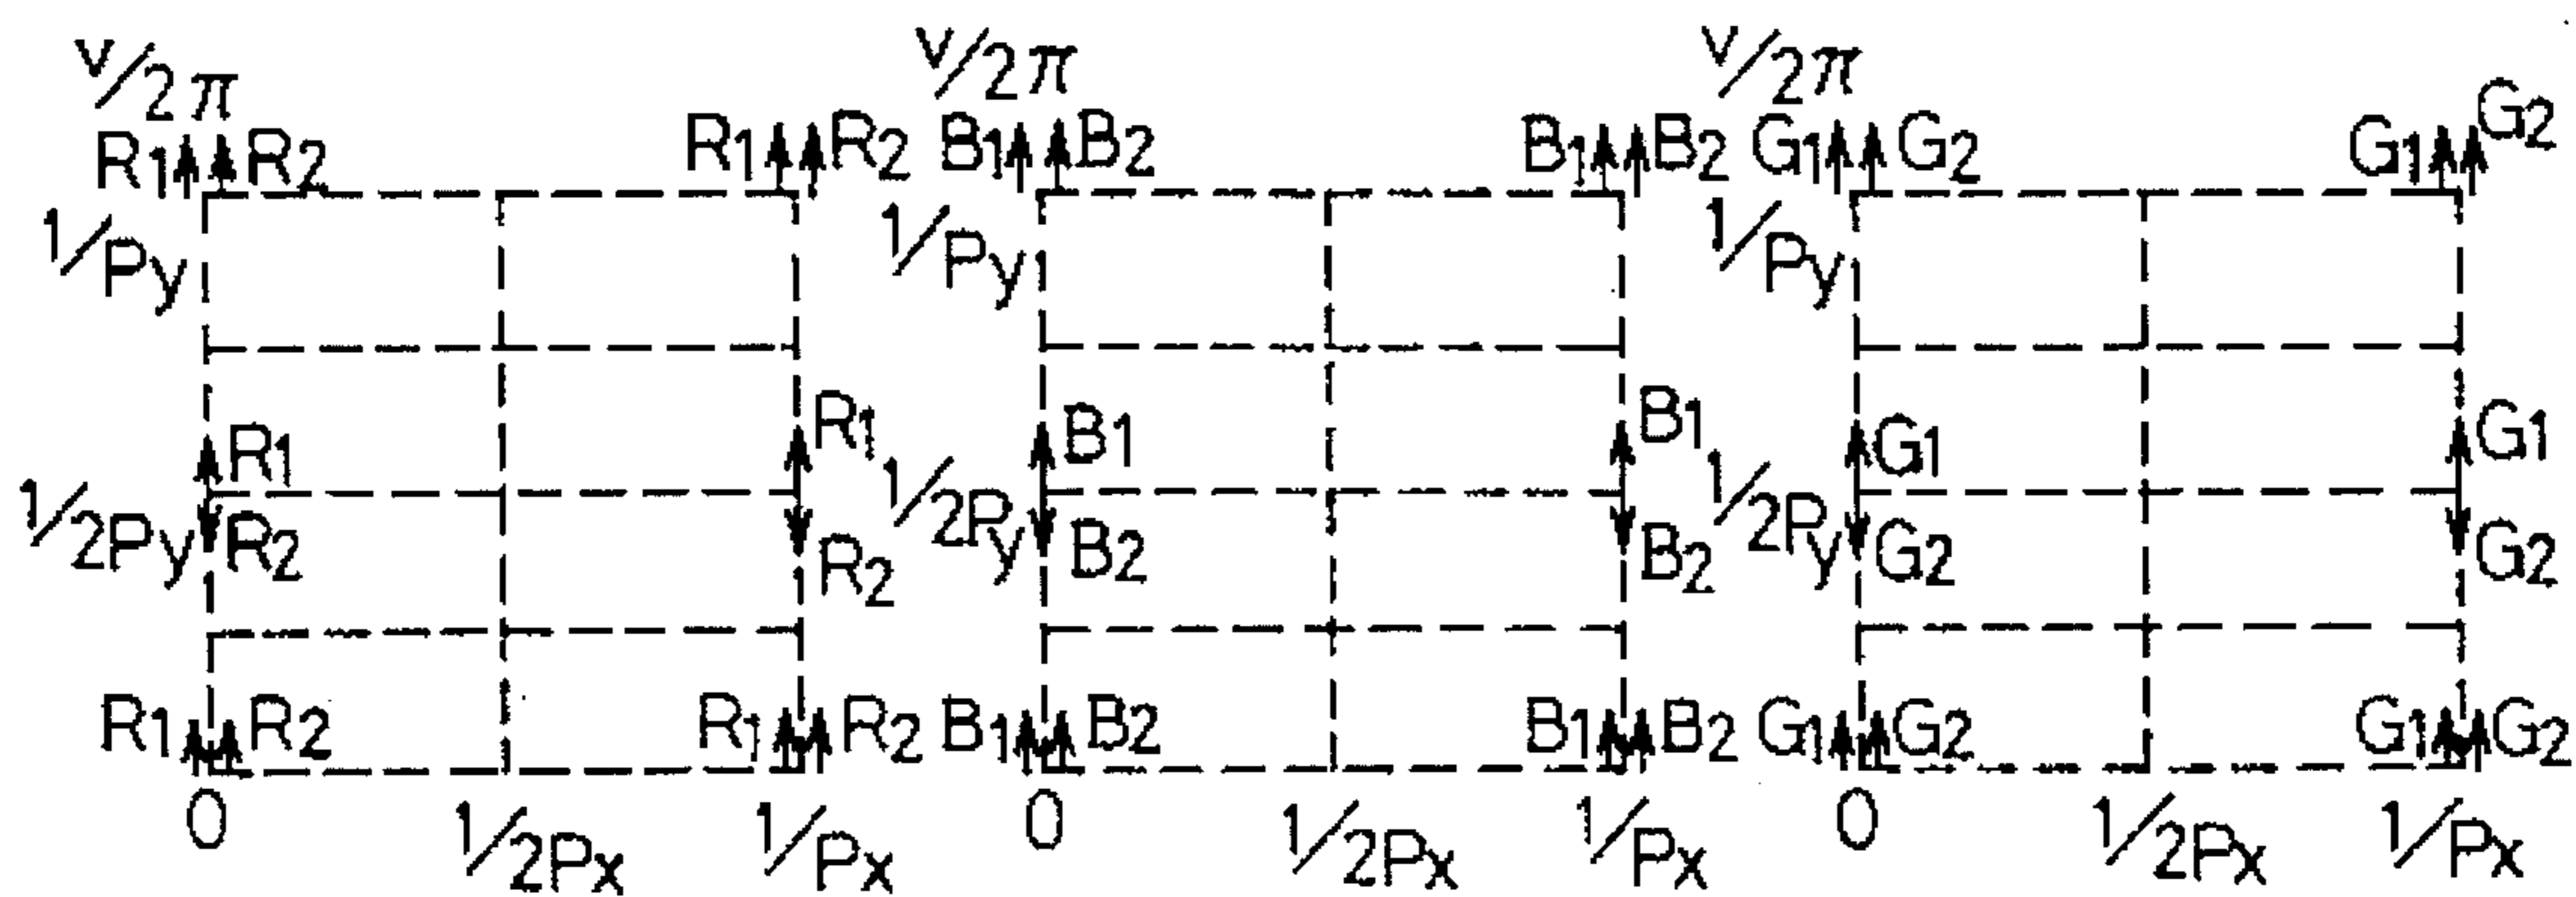 v/2π v/2π v/2π
R1 R2 R1 R2 B1 B2 B1 B2 G1 G2 G1 G2
1/Py 1/Py 1/Py
R1 R1 B1 B1 G1 G1
1/2Py 1/2Py 1/2Py
R2 R2 B2 B2 G2 G2
R1 R2 R1 R2 B1 B2 B1 B2 G1 G2 G1 G2
0 1/2Px 1/Px 0 1/2Px 1/Px 0 1/2Px 1/Px